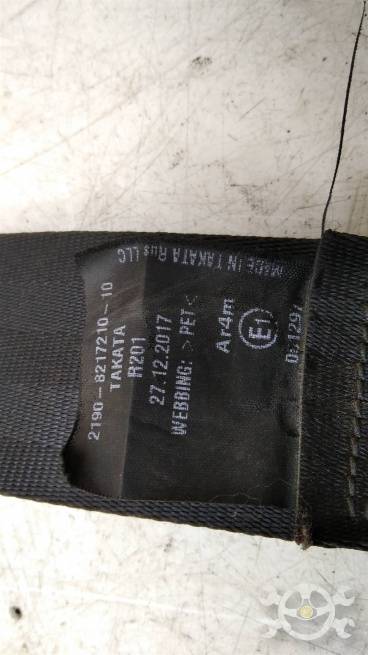 2190-8217210-10
TAKATA
R201
27.12.2017
WEBBING: >PET<
Ar4m
E1
MADE IN TAKATA Rus LLC